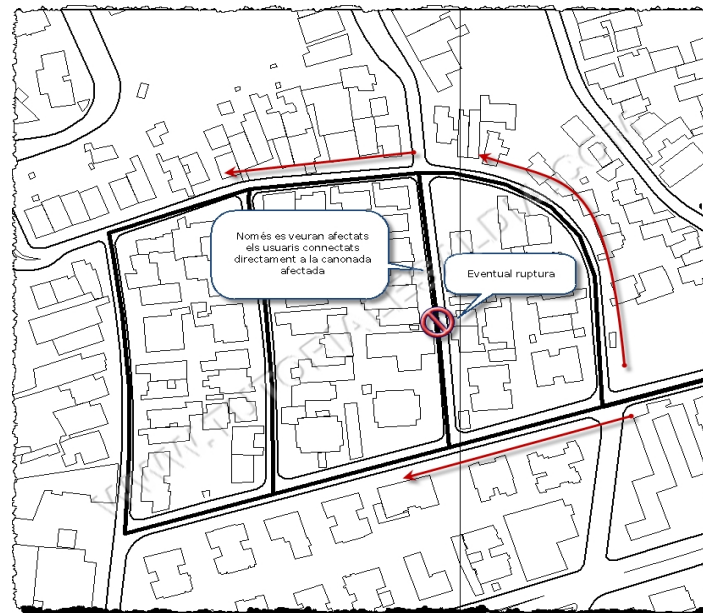 Només es veuran afectats
els usuaris connectats
directament a la canonada
afectada
Eventual ruptura